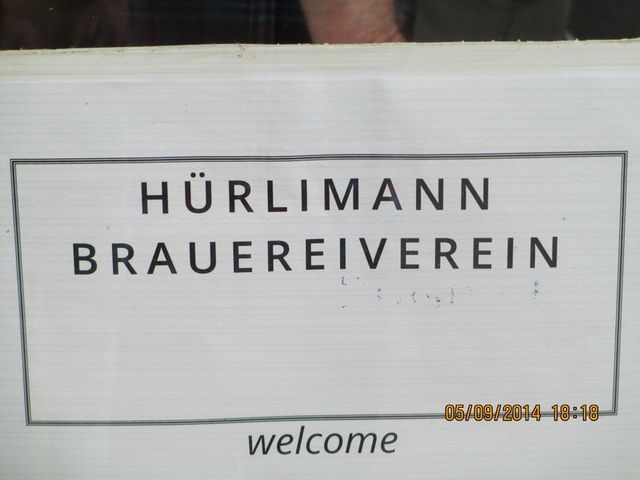 HÜRLIMANN
BRAUEREIVEREIN
05/09/2014 18:18
welcome